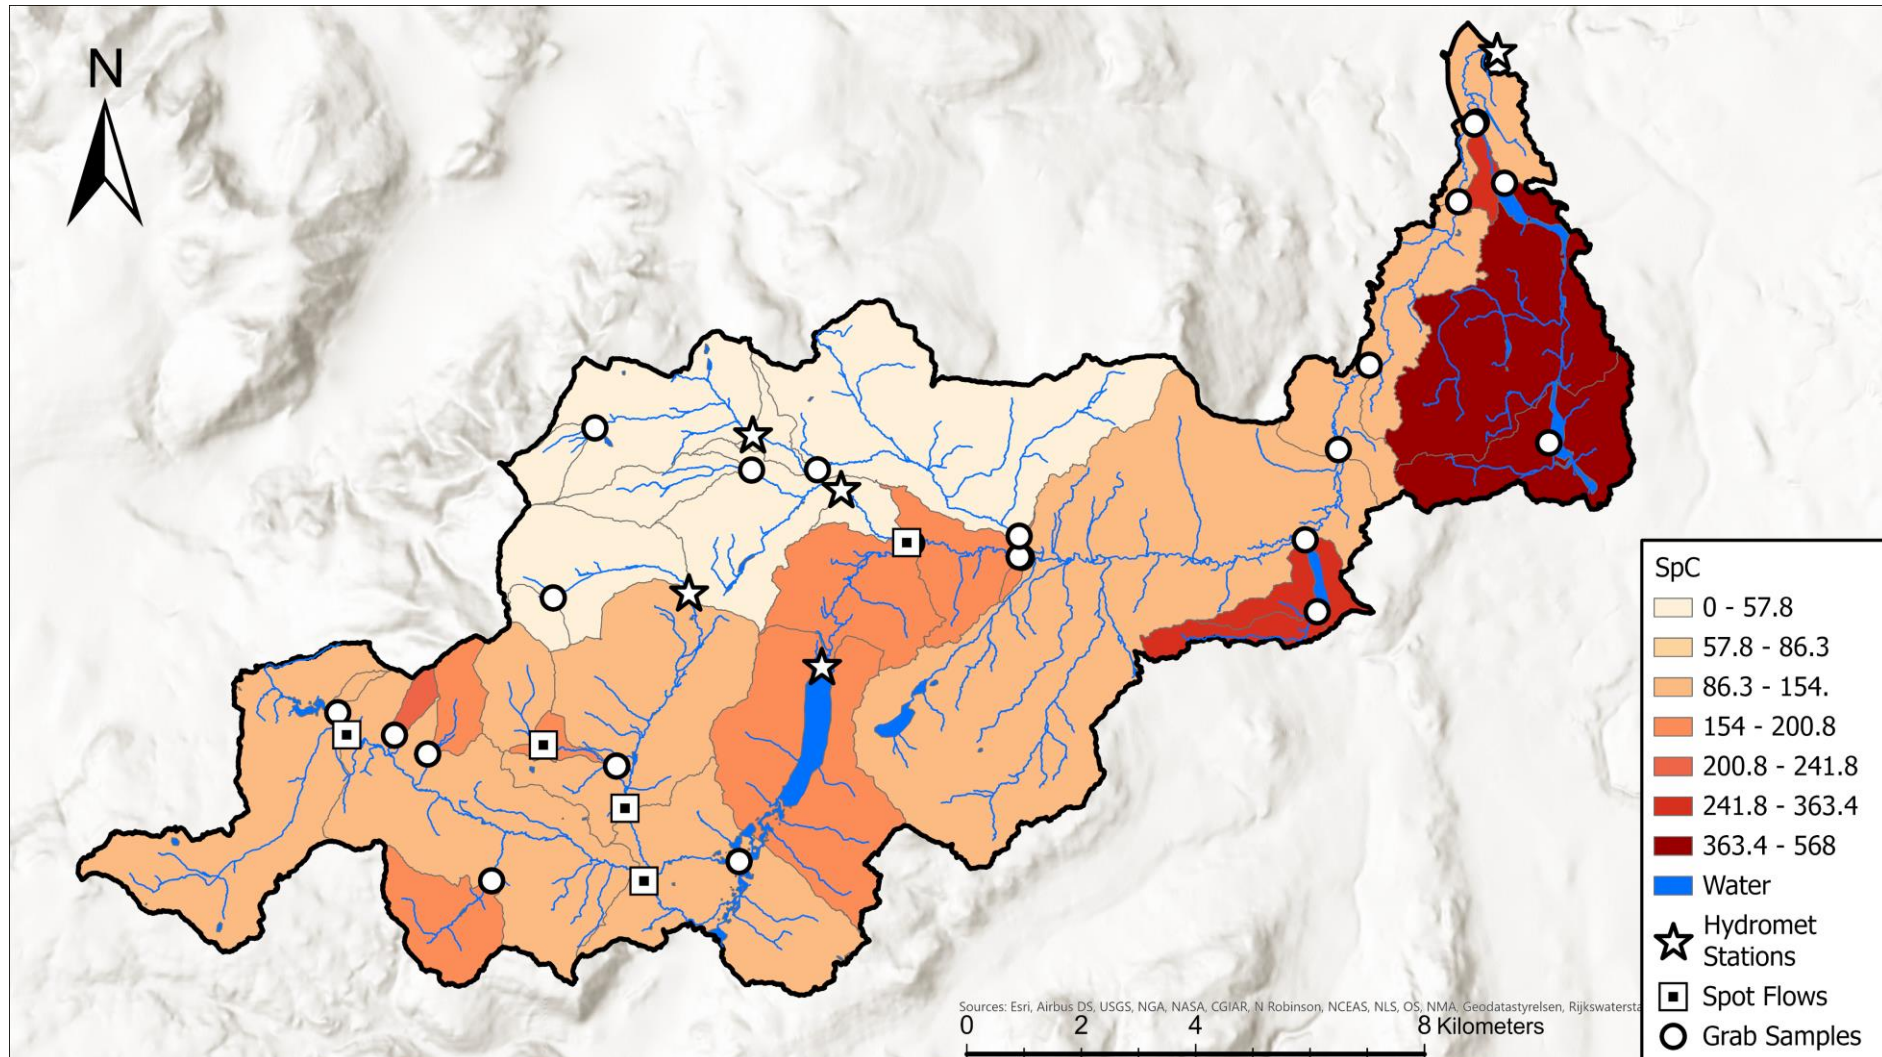 N
SpC
0 - 57.8
57.8 - 86.3
86.3 - 154.
154 - 200.8
200.8 - 241.8
241.8 - 363.4
363.4 - 568
Water
Hydromet
Stations
Spot Flows
Grab Samples
Sources: Esri, Airbus DS, USGS, NGA, NASA, CGIAR, N Robinson, NCEAS, NLS, OS, NMA, Geodatastyrelsen, Rijkswatersta
0 2 4 8 Kilometers